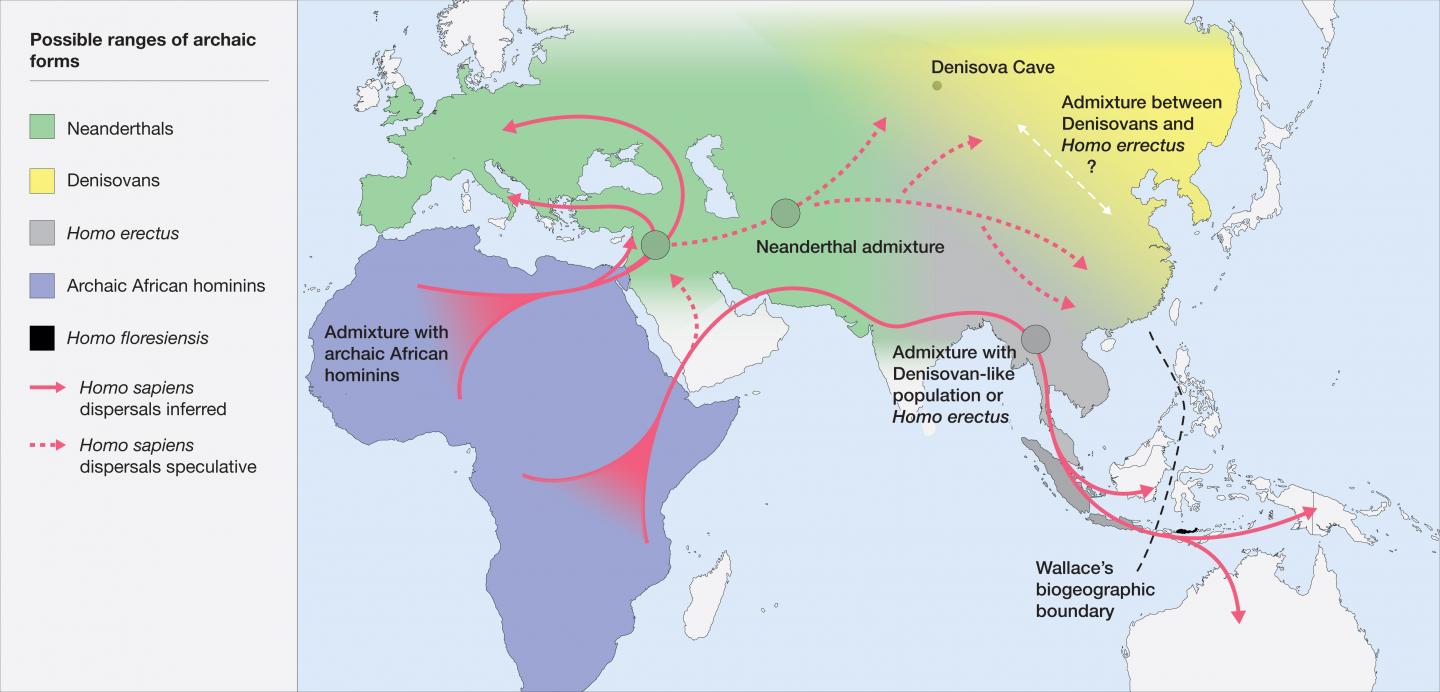 Possible ranges of archaic
forms
Neanderthals
Denisovans
Homo erectus
Archaic African hominins
Homo floresiensis
Homo sapiens
dispersals inferred
Homo sapiens
dispersals speculative
Denisova Cave
Admixture between
Denisovans and
Homo errectus
?
Neanderthal admixture
Admixture with
archaic African
hominins
Admixture with
Denisovan-like
population or
Homo erectus
Wallace’s
biogeographic
boundary